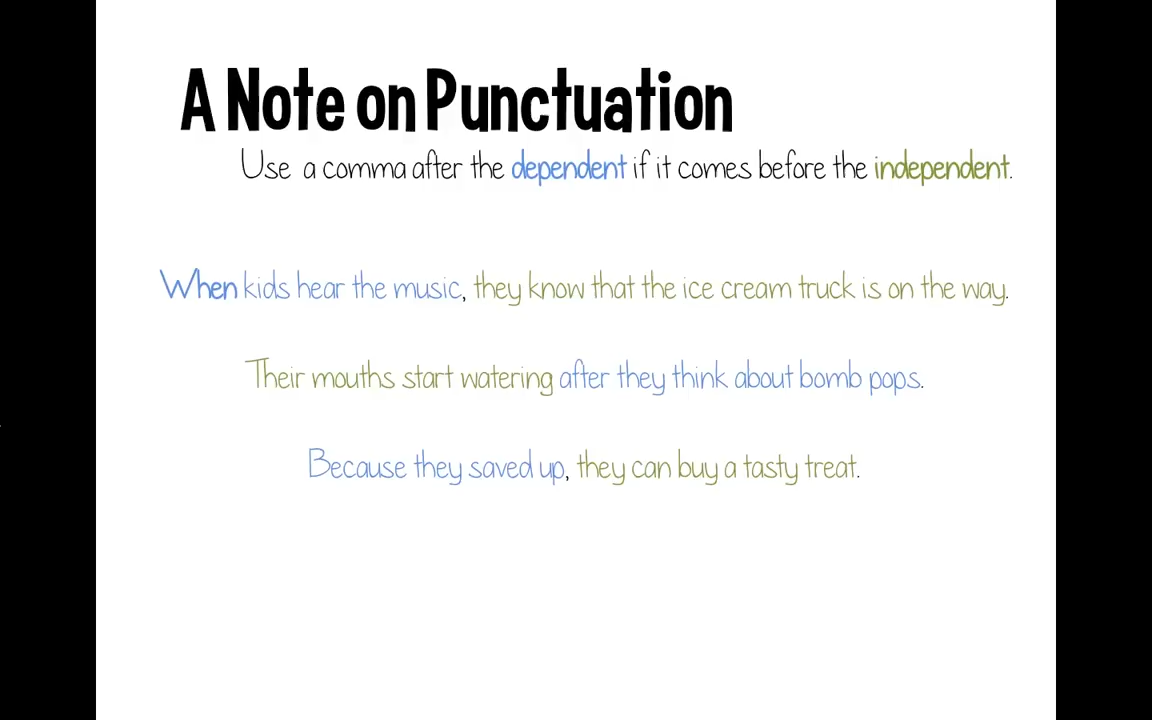 A Note on Punctuation
Use a comma after the dependent if it comes before the independent.
When kids hear the music, they know that the ice cream truck is on the way.
Their mouths start watering after they think about bomb pops.
Because they saved up, they can buy a tasty treat.